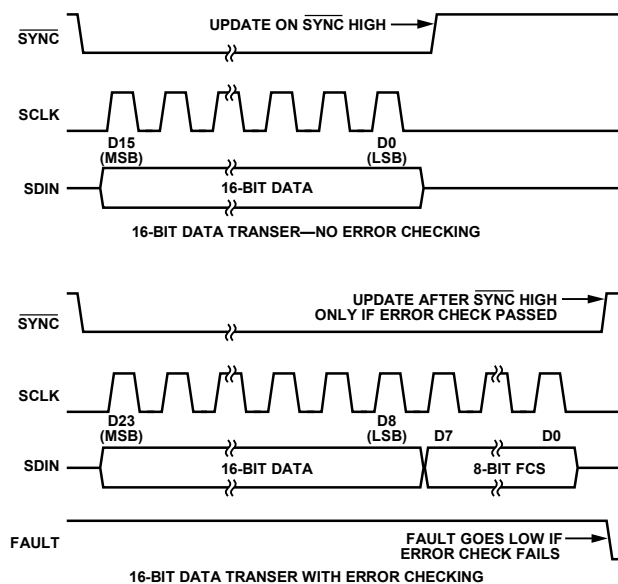 UPDATE ON SYNC HIGH
SYNC
SCLK
D15
(MSB)
D0
(LSB)
SDIN
16-BIT DATA
16-BIT DATA TRANSER—NO ERROR CHECKING
UPDATE AFTER SYNC HIGH
ONLY IF ERROR CHECK PASSED
SYNC
SCLK
D23
(MSB)
D8
(LSB)
D7
D0
SDIN
16-BIT DATA
8-BIT FCS
FAULT
FAULT GOES LOW IF
ERROR CHECK FAILS
16-BIT DATA TRANSER WITH ERROR CHECKING